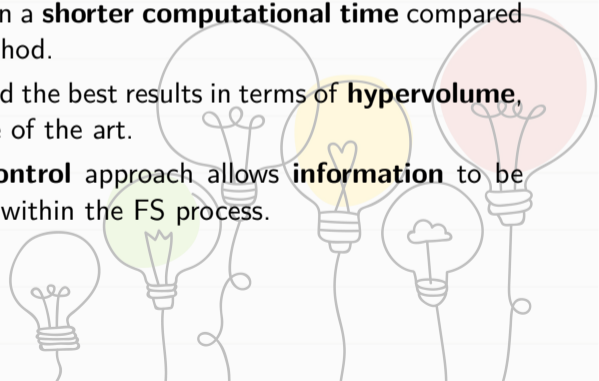 n a shorter computational time compared
hod.
d the best results in terms of hypervolume,
of the art.
ontrol approach allows information to be
within the FS process.